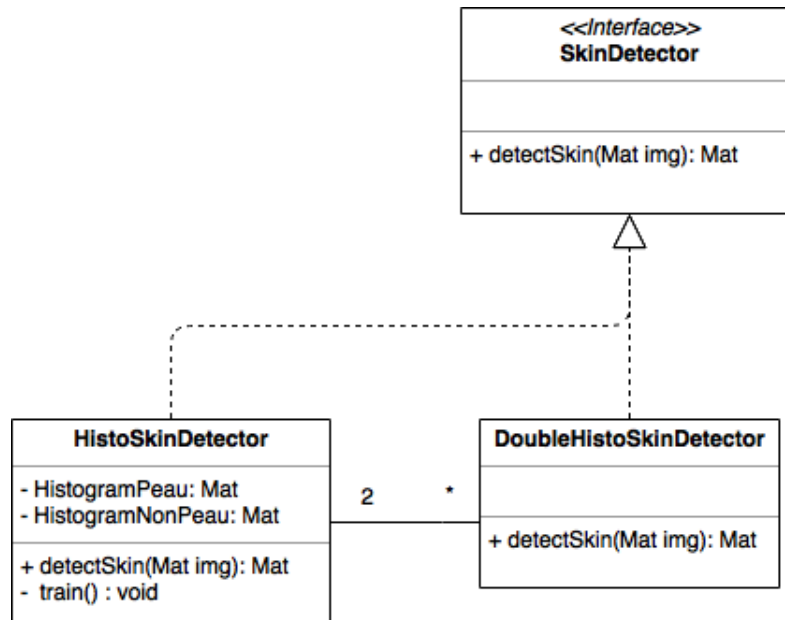 <<Interface>>
SkinDetector
+ detectSkin(Mat img): Mat
HistoSkinDetector
- HistogramPeau: Mat
- HistogramNonPeau: Mat
+ detectSkin(Mat img): Mat
- train() : void
2
*
DoubleHistoSkinDetector
+ detectSkin(Mat img): Mat